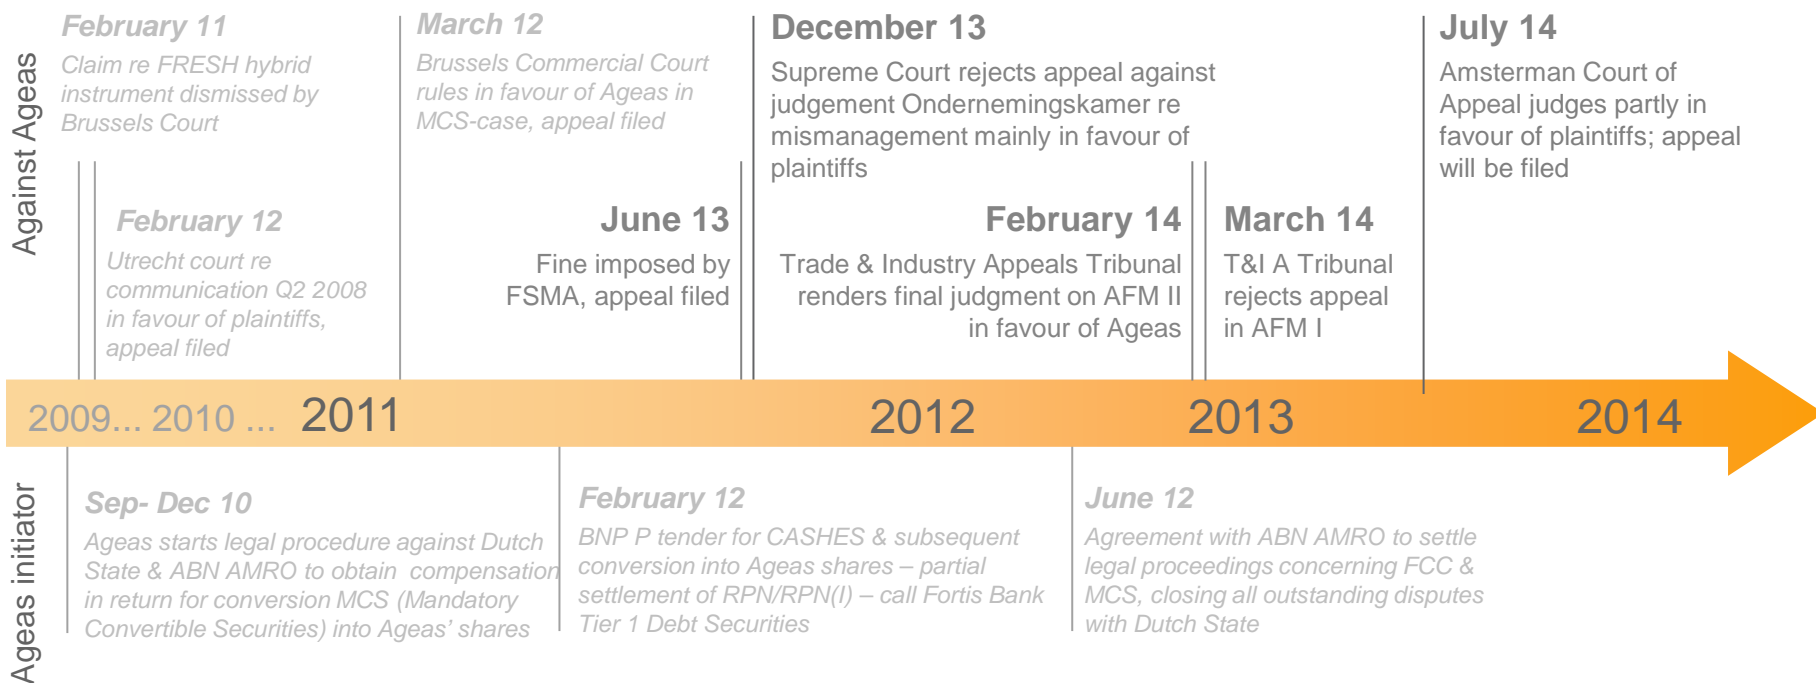 Against Ageas
February 11
Claim re FRESH hybrid
instrument dismissed by
Brussels Court
March 12
Brussels Commercial Court
rules in favour of Ageas in
MCS-case, appeal filed
December 13
Supreme Court rejects appeal against
judgement Ondernemingskamer re
mismanagement mainly in favour of
plaintiffs
July 14
Amsterman Court of
Appeal judges partly in
favour of plaintiffs; appeal
will be filed
February 12
Utrecht court re
communication Q2 2008
in favour of plaintiffs,
appeal filed
June 13
Fine imposed by
FSMA, appeal filed
February 14
Trade & Industry Appeals Tribunal
renders final judgment on AFM II
in favour of Ageas
March 14
T&I A Tribunal
rejects appeal
in AFM I
2009... 2010 ... 2011 2012 2013 2014
Ageas initiator
Sep- Dec 10
Ageas starts legal procedure against Dutch
State & ABN AMRO to obtain compensation
in return for conversion MCS (Mandatory
Convertible Securities) into Ageas’ shares
February 12
BNP P tender for CASHES & subsequent
conversion into Ageas shares – partial
settlement of RPN/RPN(I) – call Fortis Bank
Tier 1 Debt Securities
June 12
Agreement with ABN AMRO to settle
legal proceedings concerning FCC &
MCS, closing all outstanding disputes
with Dutch State